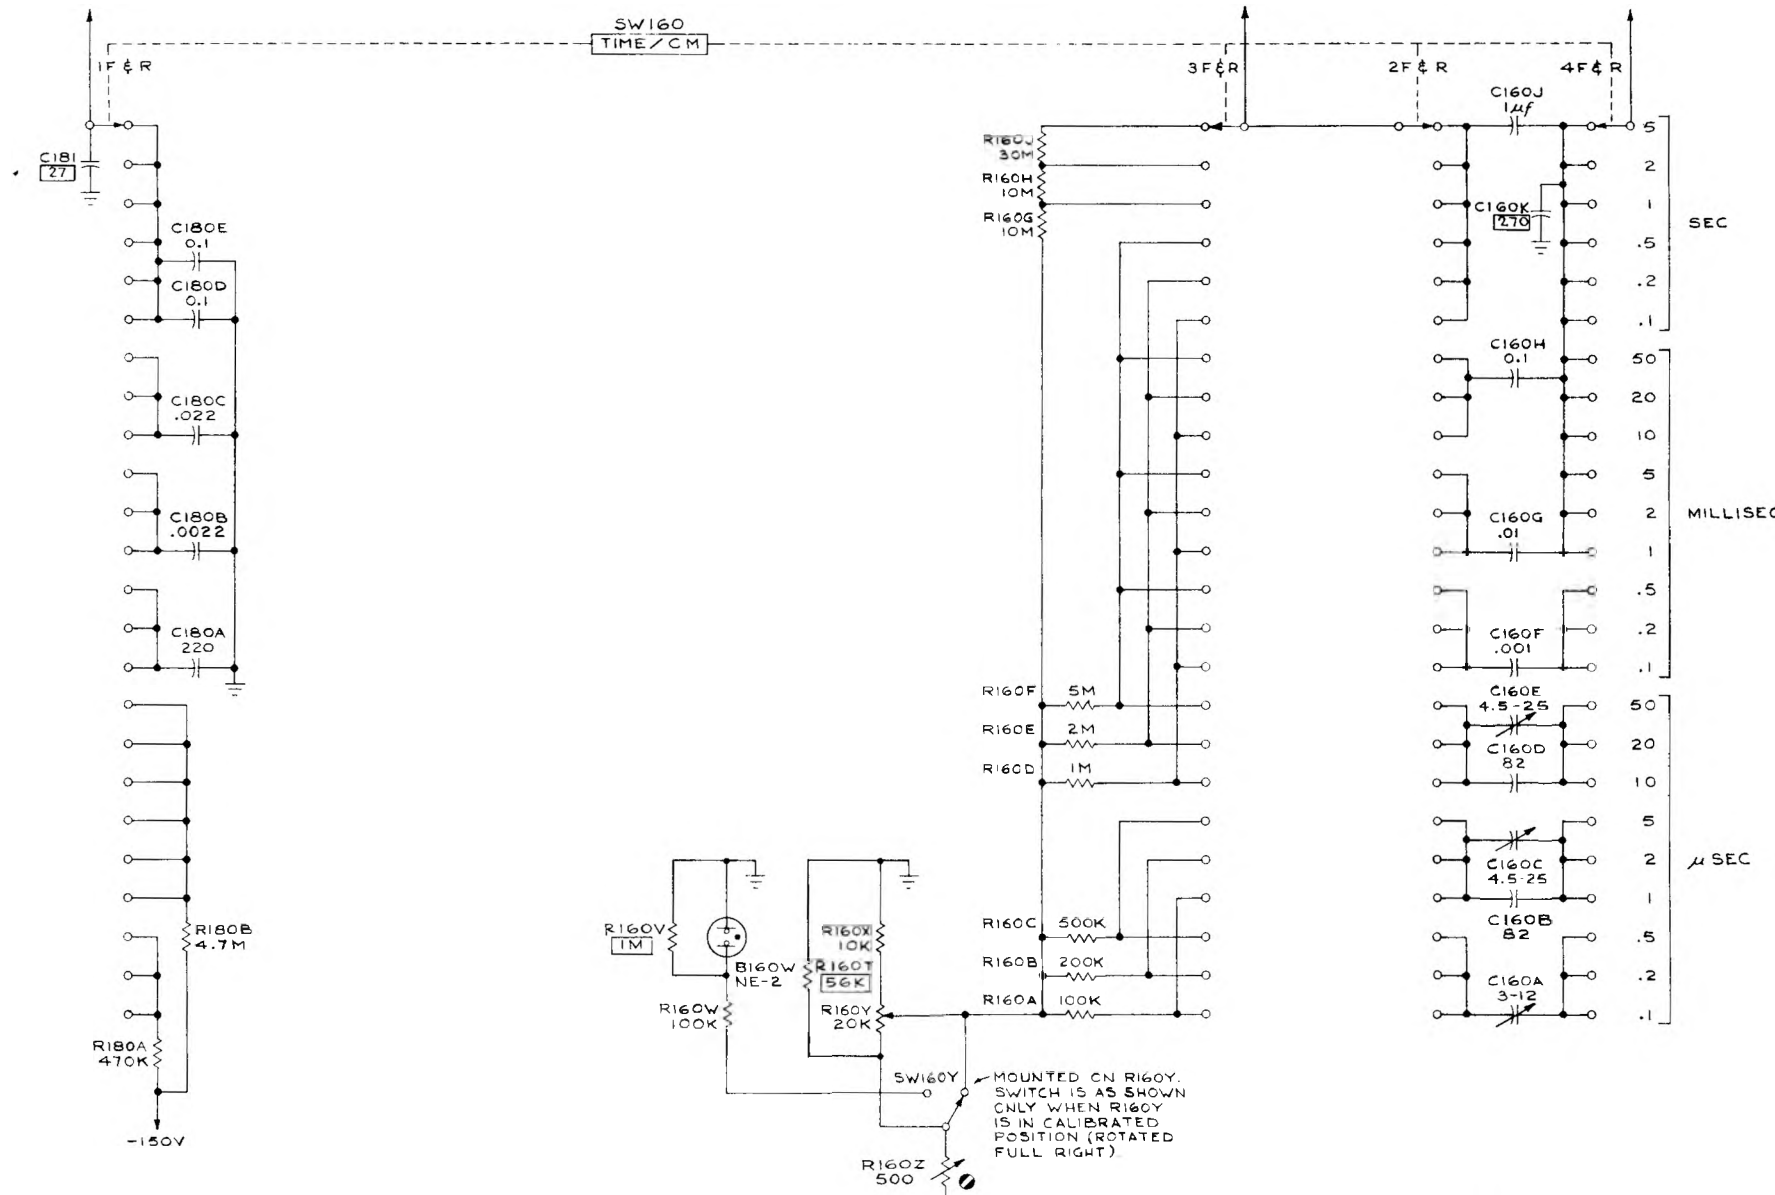 SW160
TIME/CM
1F & R
3F & R
2F & R
4F & R
C181
27
C180E
0.1
C180D
0.1
C180C
.022
C180B
.0022
C180A
220
R180B
4.7M
R180A
470K
-150V
R160V
1M
B160W
NE-2
R160W
100K
R160X
10K
R160T
56K
R160Y
20K
SW160Y
MOUNTED ON R160Y.
SWITCH IS AS SHOWN
ONLY WHEN R160Y
IS IN CALIBRATED
POSITION (ROTATED
FULL RIGHT)
R160Z
500
R160J
30M
R160H
10M
R160G
10M
R160F 5M
R160E 2M
R160D 1M
R160C 500K
R160B 200K
R160A 100K
C160J
1μf
C160K
270
C160H
0.1
C160G
.01
C160F
.001
C160E
4.5-25
C160D
82
C160C
4.5-25
C160B
82
C160A
3-12
5
2
1
.5
.2
.1
SEC
50
20
10
5
2
1
.5
.2
.1
MILLISEC
50
20
10
5
2
1
.5
.2
.1
μ SEC